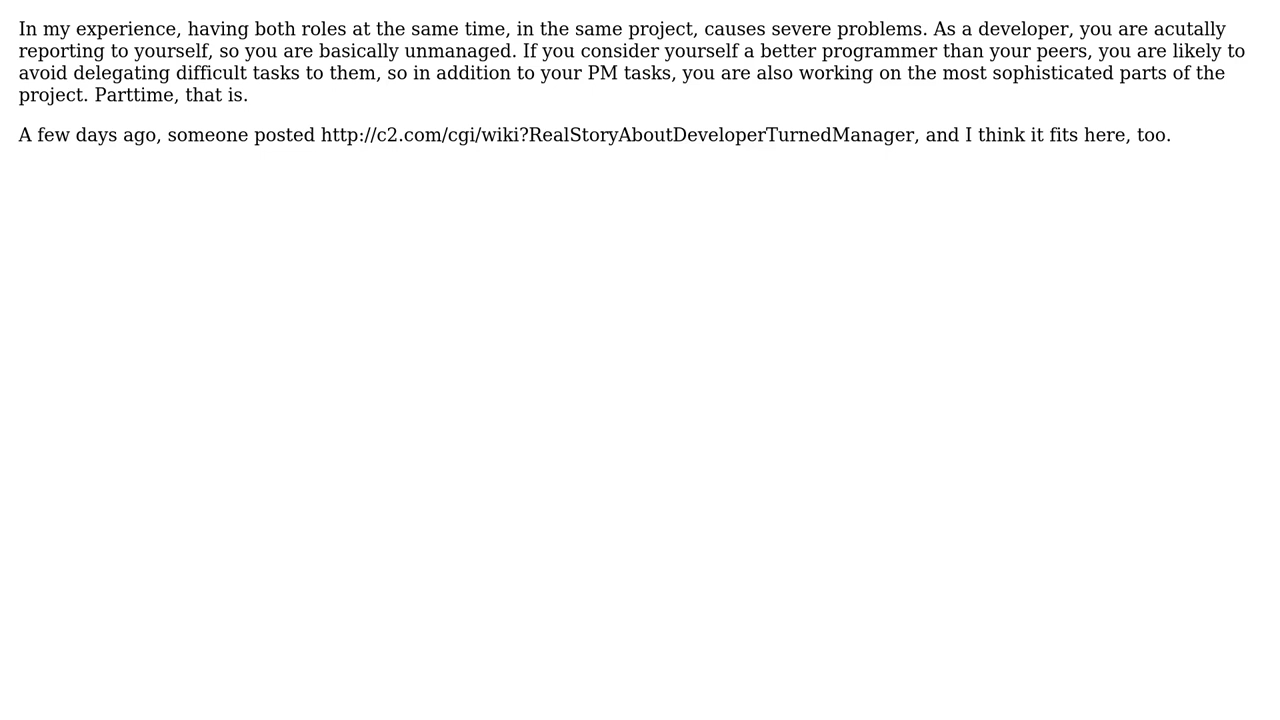 In my experience, having both roles at the same time, in the same project, causes severe problems. As a developer, you are acutally
reporting to yourself, so you are basically unmanaged. If you consider yourself a better programmer than your peers, you are likely to
avoid delegating difficult tasks to them, so in addition to your PM tasks, you are also working on the most sophisticated parts of the
project. Parttime, that is.
A few days ago, someone posted http://c2.com/cgi/wiki?RealStoryAboutDeveloperTurnedManager, and I think it fits here, too.